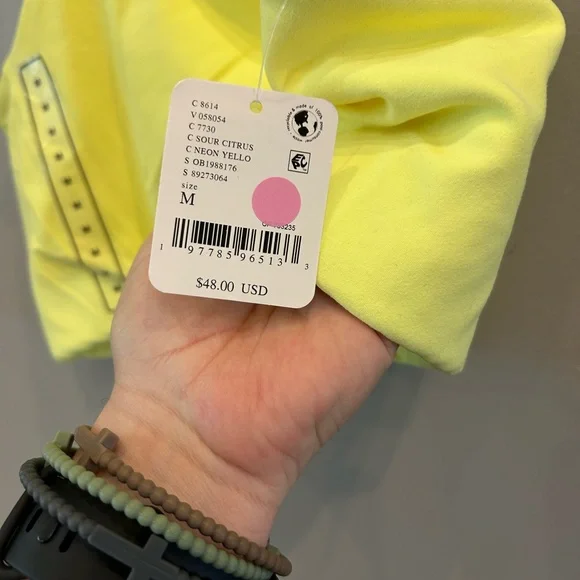 C 8614
V 058054
C 7730
C SOUR CITRUS
C NEON YELLO
S OB1988176
S 89273064
size
M
1 97785 96513 3
$48.00 USD
M
M
M
M
M
M